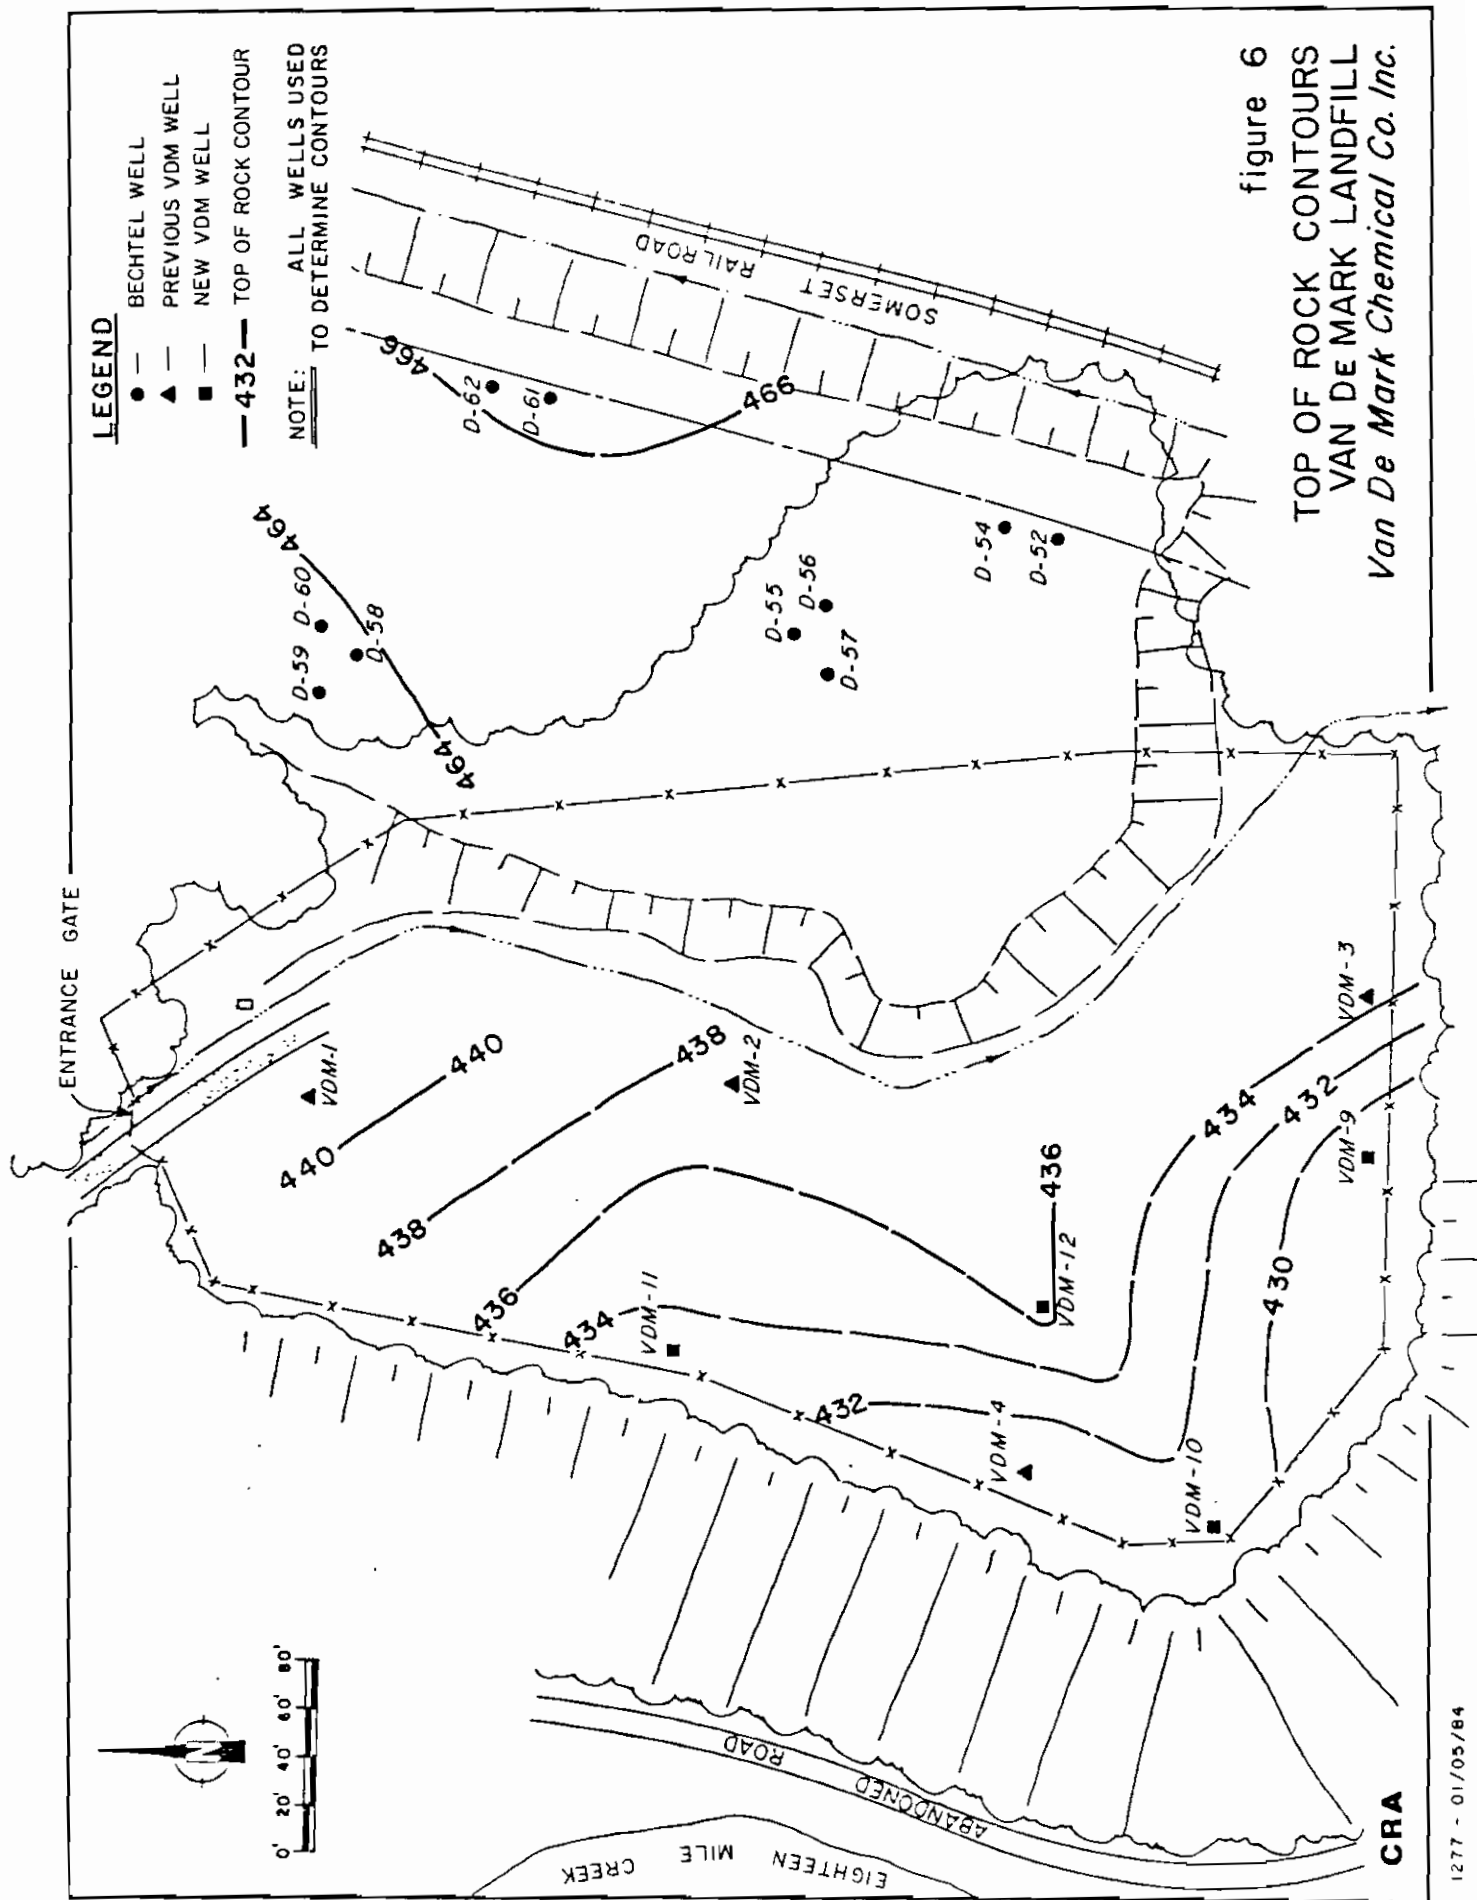 LEGEND
● — BECHTEL WELL
▲ — PREVIOUS VDM WELL
■ — NEW VDM WELL
—432— TOP OF ROCK CONTOUR
NOTE: ALL WELLS USED
TO DETERMINE CONTOURS
ENTRANCE GATE
SOMERSET
RAILROAD
466
466
464
464
D-62
D-61
D-60
D-59
D-58
D-55
D-56
D-57
D-54
D-52
VDM-1
VDM-2
VDM-3
VDM-9
VDM-11
VDM-12
VDM-4
VDM-10
440
440
438
438
436
436
434
434
432
432
430
N
0' 20' 40' 60' 80'
ABANDONED
ROAD
EIGHTEEN MILE CREEK
figure 6
TOP OF ROCK CONTOURS
VAN DE MARK LANDFILL
Van De Mark Chemical Co. Inc.
CRA
1277 - 01/05/84